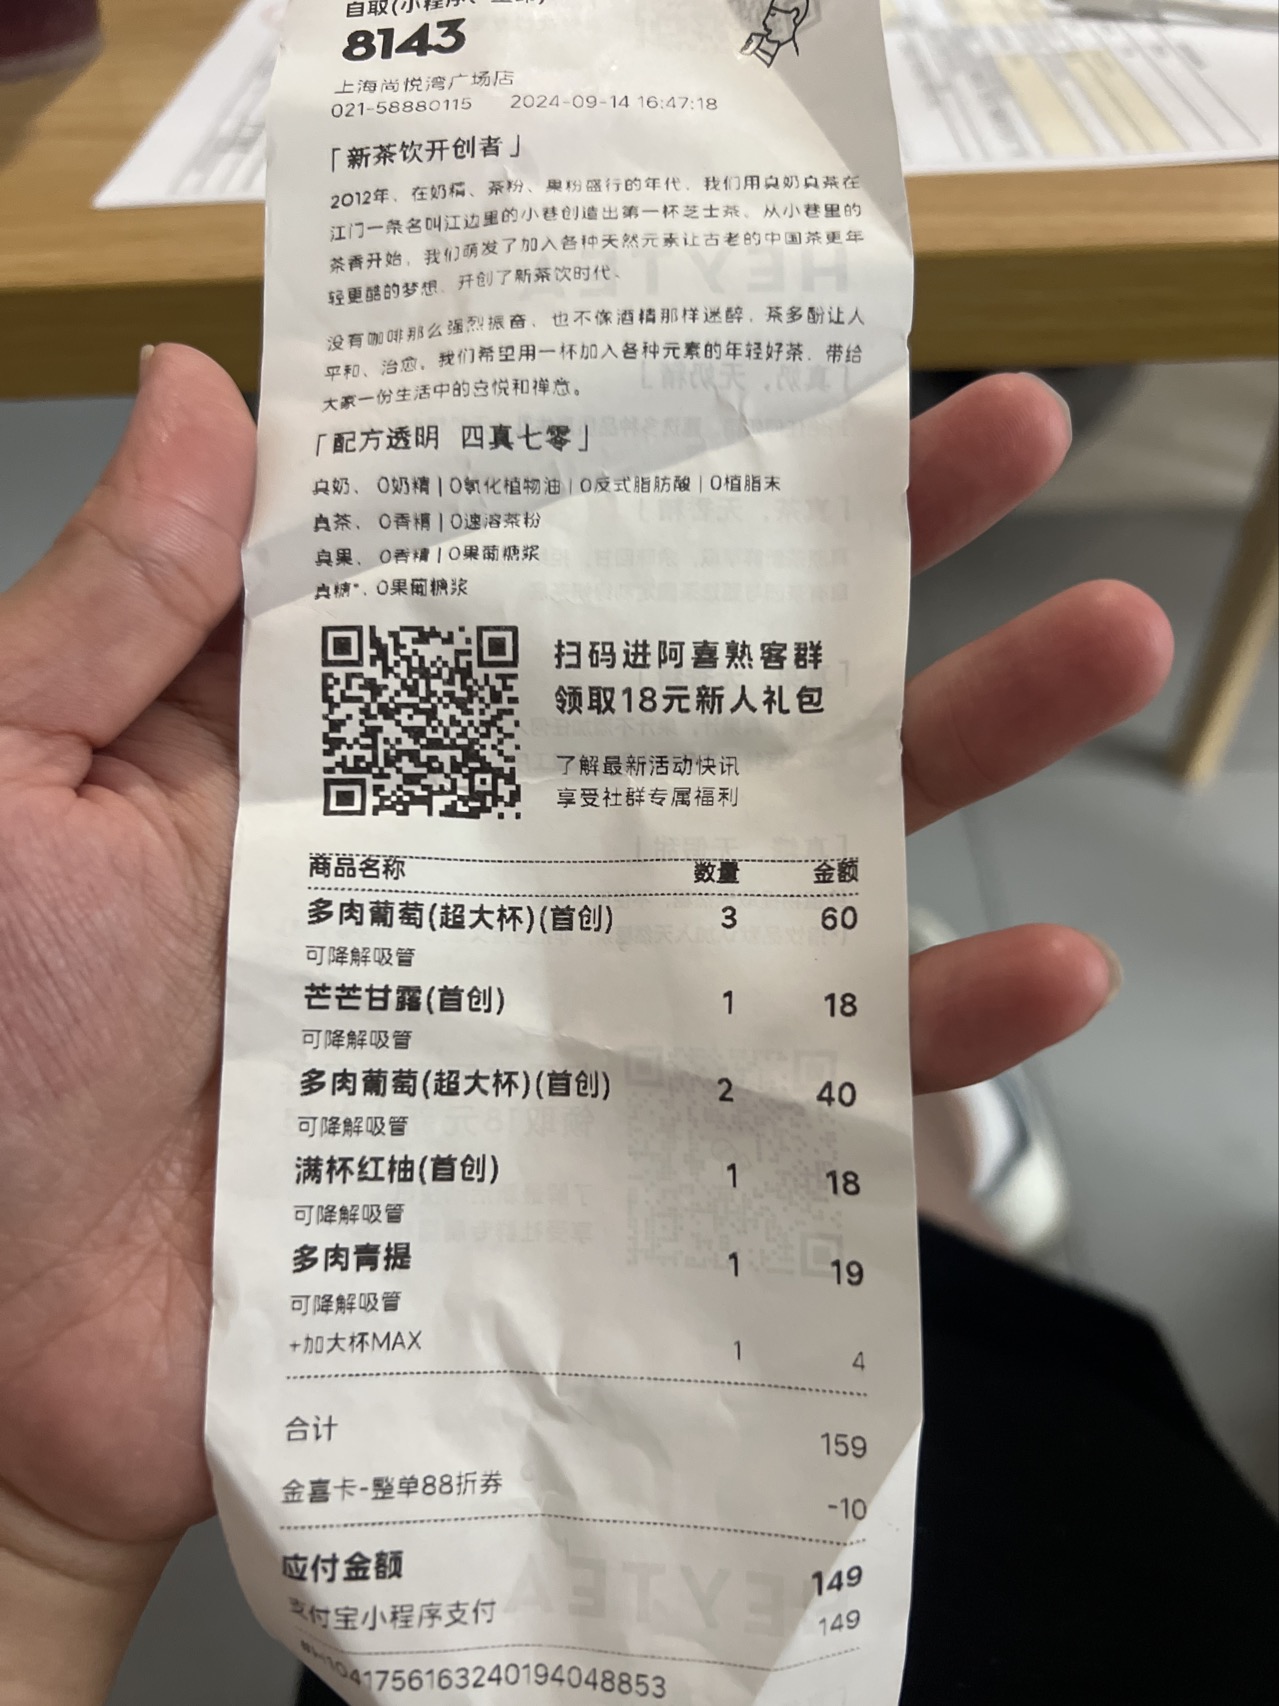 自取(小程序
8143
上海尚悦湾广场店
021-58880115 2024-09-14 16:47:18
「新茶饮开创者」
2012年、在奶精、茶粉、果粉盛行的年代、我们用真奶真茶在
江门一条名叫江边里的小巷创造出第一杯芝士茶、从小巷里的
茶香开始、我们萌发了加入各种天然元素让古老的中国茶更年
轻更酷的梦想、开创了新茶饮时代、
没有咖啡那么强烈振奋、也不像酒精那样迷醉、茶多酚让人
平和、治愈。我们希望用一杯加入各种元素的年轻好茶、带给
大家一份生活中的喜悦和禅意。
「配方透明 四真七零」
真奶、0奶精|0氢化植物油|0反式脂肪酸|0植脂末
真茶、0香精|0速溶茶粉
真果、0香精|0果葡糖浆
真糖*、0果葡糖浆
扫码进阿喜熟客群
领取18元新人礼包
了解最新活动快讯
享受社群专属福利
商品名称 数量 金额
多肉葡萄(超大杯)(首创) 3 60
可降解吸管
芒芒甘露(首创) 1 18
可降解吸管
多肉葡萄(超大杯)(首创) 2 40
可降解吸管
满杯红柚(首创) 1 18
可降解吸管
多肉青提 1 19
可降解吸管
+加大杯MAX 1 4
合计 159
金喜卡-整单88折券 -10
应付金额 149
支付宝小程序支付 149
0417561632401940488​53